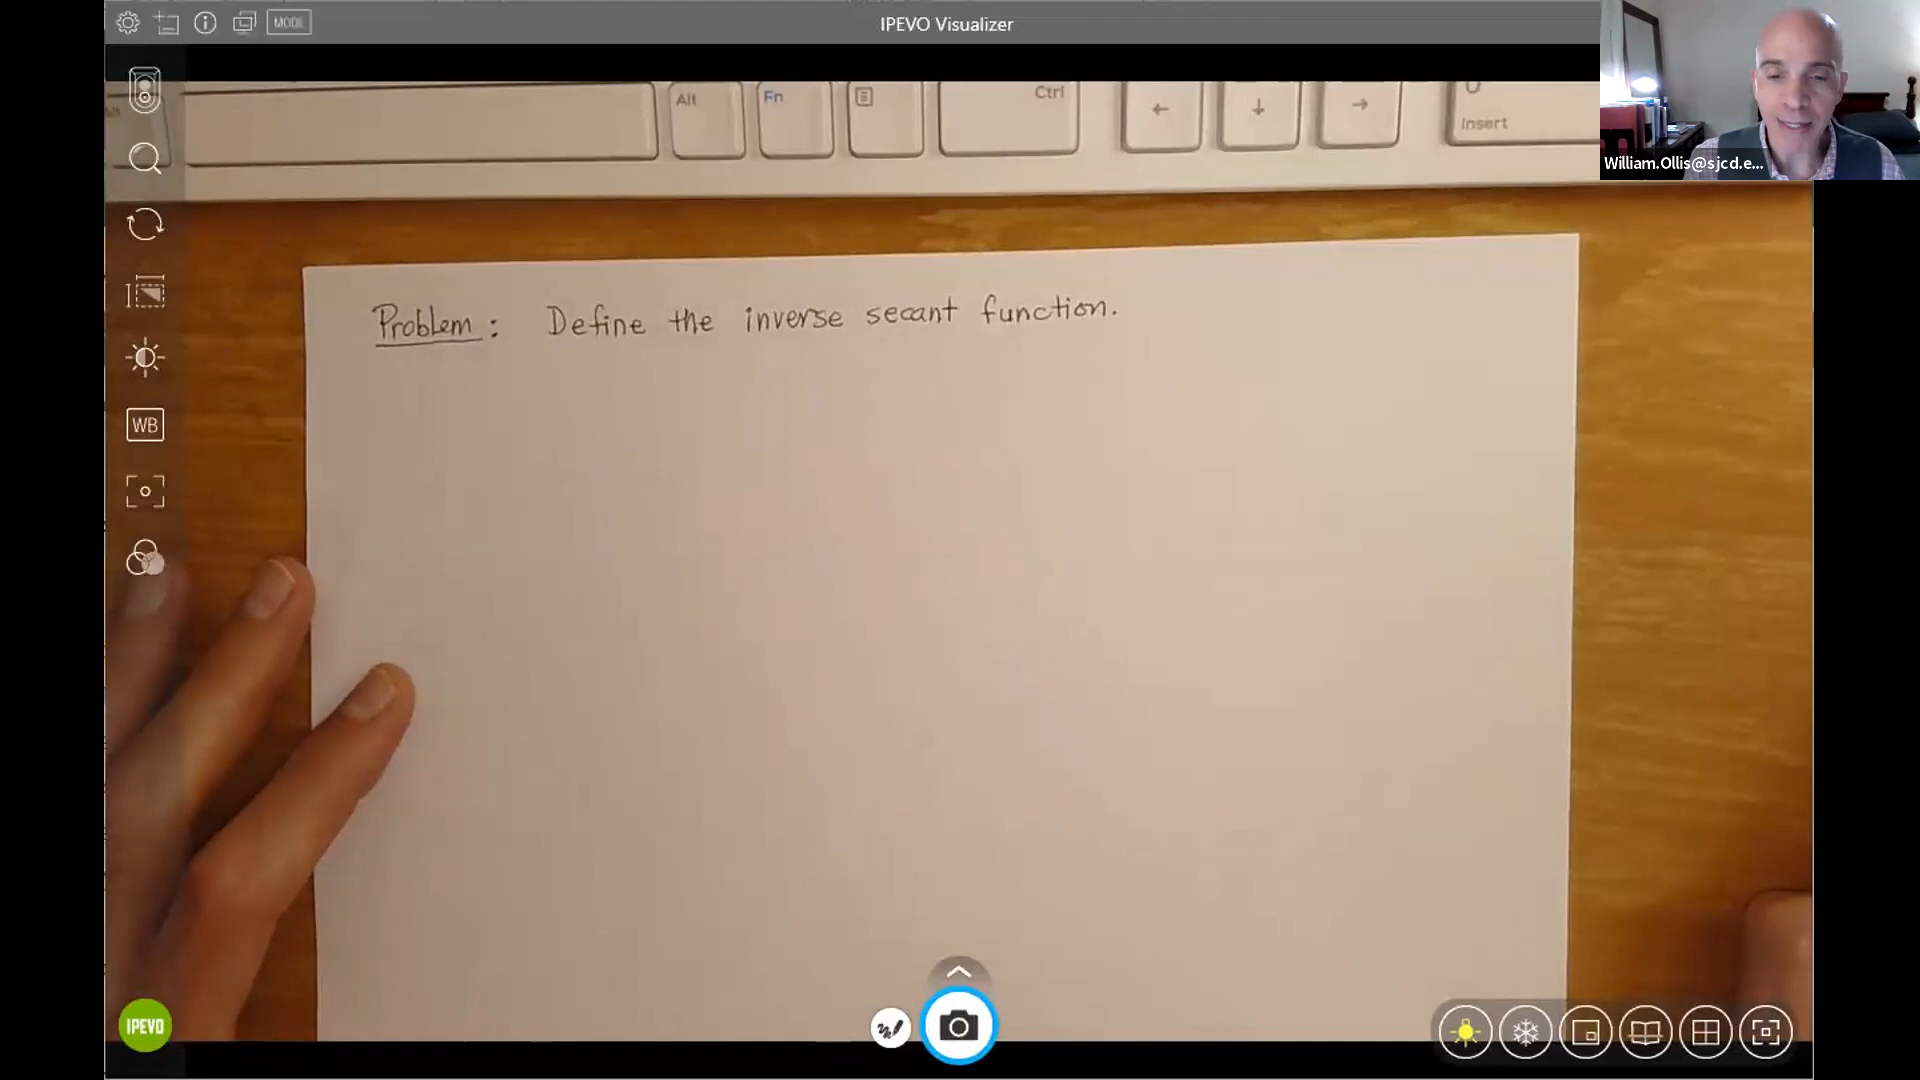 MODE
IPEVO Visualizer
Alt
Fn
Ctrl
Insert
William.Ollis@sjcd.e...
Problem: Define the inverse secant function.
WB
IPEVO